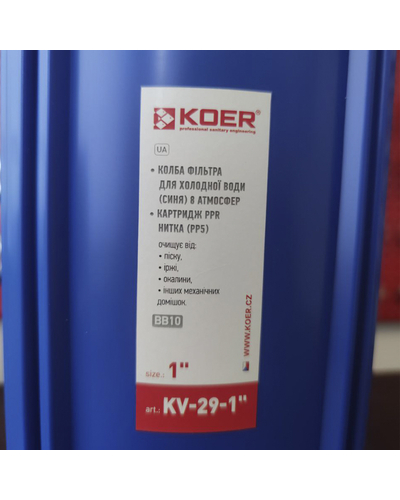 KOER®
professional sanitary engineering
UA
• КОЛБА ФІЛЬТРА
ДЛЯ ХОЛОДНОЇ ВОДИ
(СИНЯ) 8 АТМОСФЕР
• КАРТРИДЖ PPR
НИТКА (PP5)
очищує від:
• піску,
• іржі,
• окалини,
• інших механічних
домішок.
BB10
WWW.KOER.CZ
size.: 1"
art.: KV-29-1"